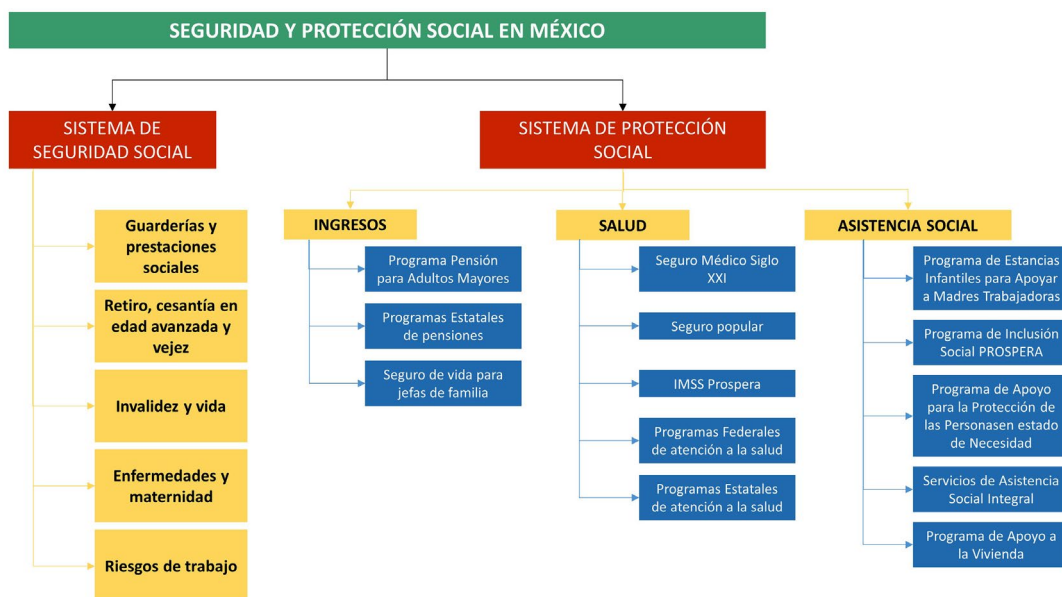 SEGURIDAD Y PROTECCIÓN SOCIAL EN MÉXICO
SISTEMA DE
SEGURIDAD SOCIAL
Guarderías y
prestaciones
sociales
Retiro, cesantía en
edad avanzada y
vejez
Invalidez y vida
Enfermedades y
maternidad
Riesgos de trabajo
SISTEMA DE PROTECCIÓN
SOCIAL
INGRESOS
Programa Pensión
para Adultos Mayores
Programas Estatales
de pensiones
Seguro de vida para
jefas de familia
SALUD
Seguro Médico Siglo
XXI
Seguro popular
IMSS Prospera
Programas Federales
de atención a la salud
Programas Estatales
de atención a la salud
ASISTENCIA SOCIAL
Programa de Estancias
Infantiles para Apoyar
a Madres Trabajadoras
Programa de Inclusión
Social PROSPERA
Programa de Apoyo
para la Protección de
las Personasen estado
de Necesidad
Servicios de Asistencia
Social Integral
Programa de Apoyo a
la Vivienda